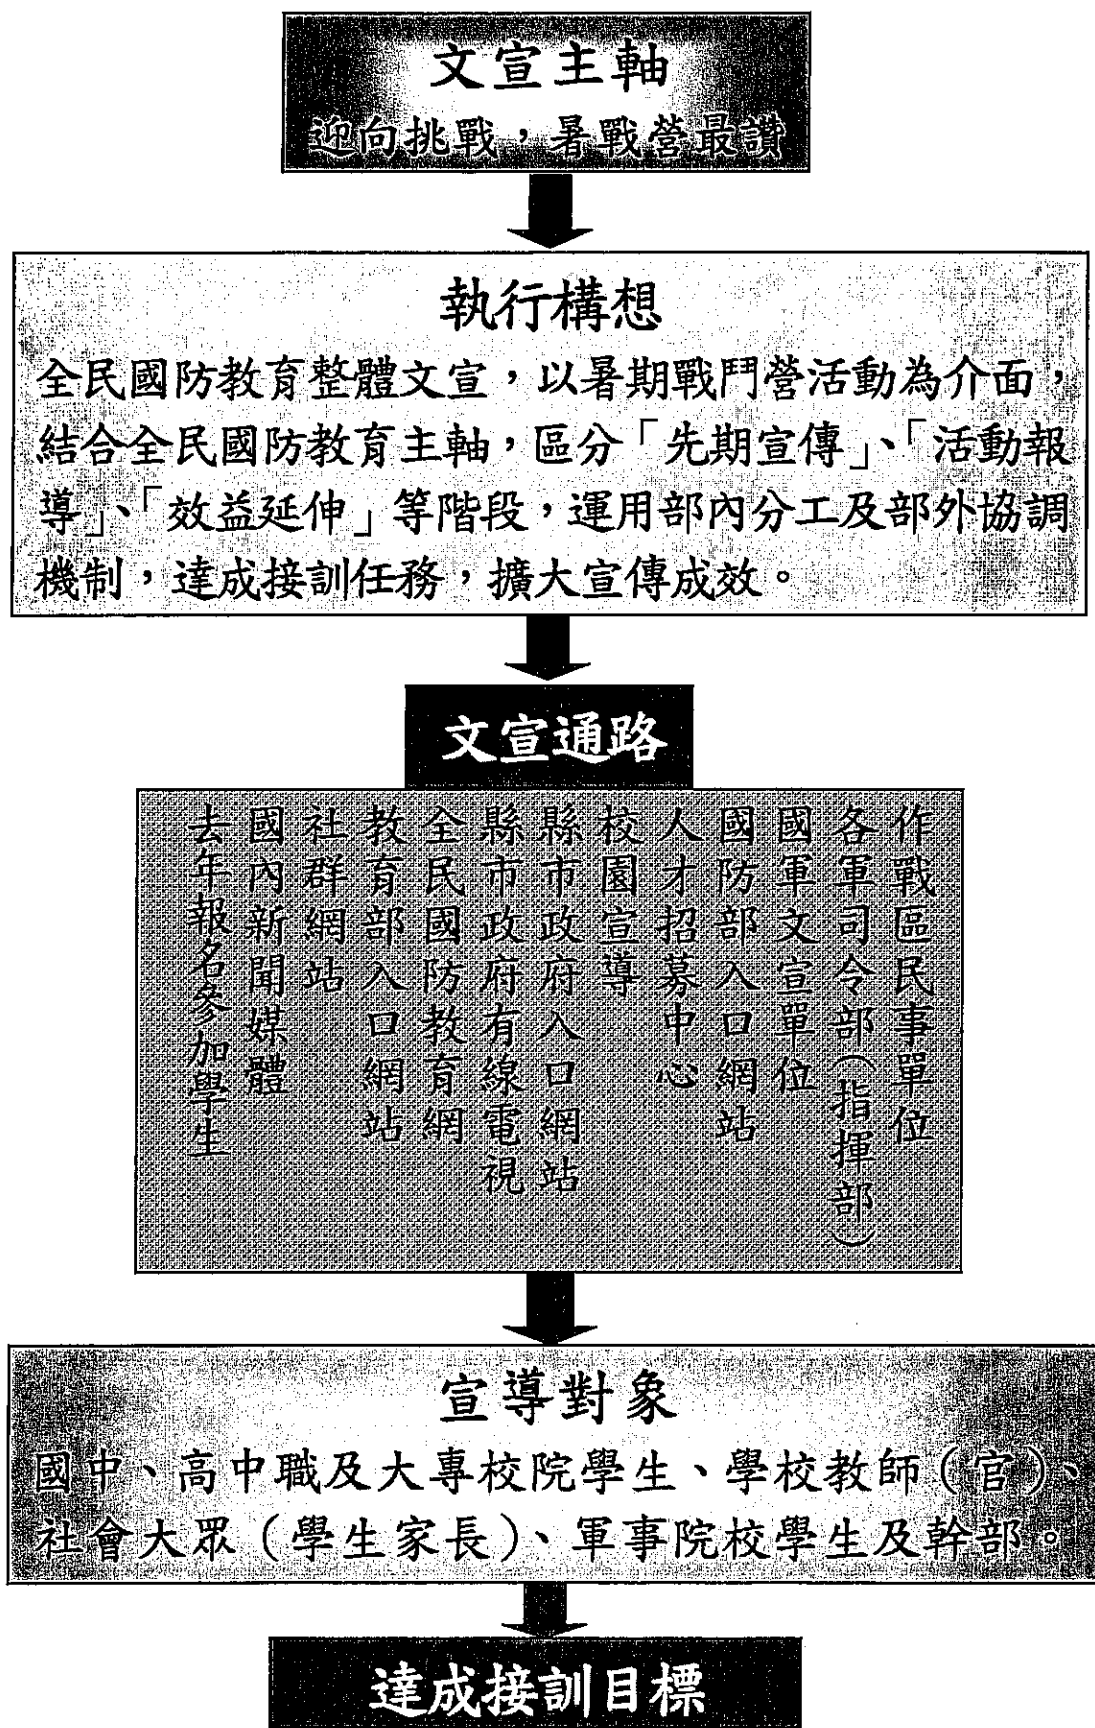 文宣主軸
迎向挑戰，暑戰營最讚
執行構想
全民國防教育整體文宣，以暑期戰鬥營活動為介面，
結合全民國防教育主軸，區分「先期宣傳」、「活動報
導」、「效益延伸」等階段，運用部內分工及部外協調
機制，達成接訓任務，擴大宣傳成效。
文宣通路
作戰區民事單位
各軍司令部（指揮部）
國軍文宣單位
國防部入口網站
人才招募中心
校園宣導
縣市政府入口網站
縣市政府有線電視
全民國防教育網
教育部入口網站
社群網站
國內新聞媒體
去年報名參加學生
宣導對象
國中、高中職及大專校院學生、學校教師（官）、
社會大眾（學生家長）、軍事院校學生及幹部。
達成接訓目標